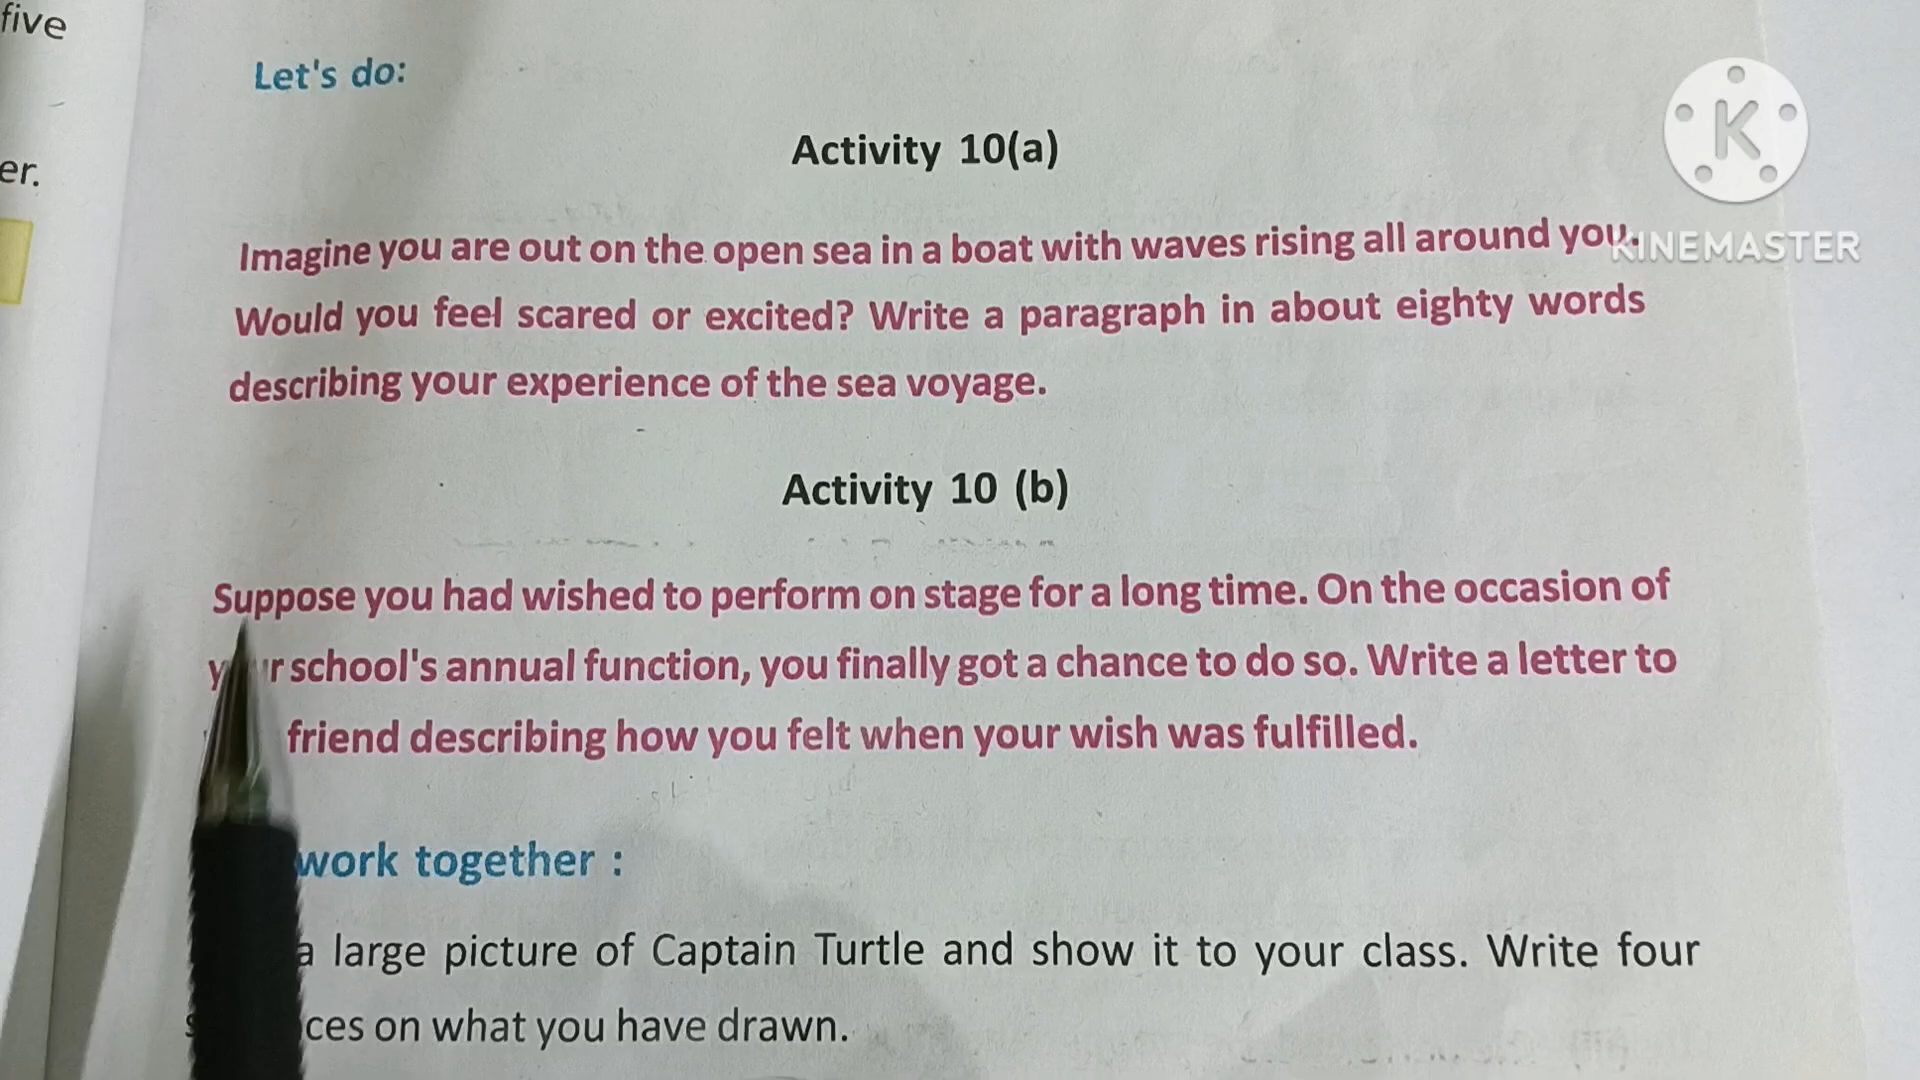 five
er.
Let's do:
Activity 10(a)
Imagine you are out on the open sea in a boat with waves rising all around you.
Would you feel scared or excited? Write a paragraph in about eighty words
describing your experience of the sea voyage.
Activity 10 (b)
Suppose you had wished to perform on stage for a long time. On the occasion of
school's annual function, you finally got a chance to do so. Write a letter to
friend describing how you felt when your wish was fulfilled.
work together :
a large picture of Captain Turtle and show it to your class. Write four
on what you have drawn.
K
KINEMASTER